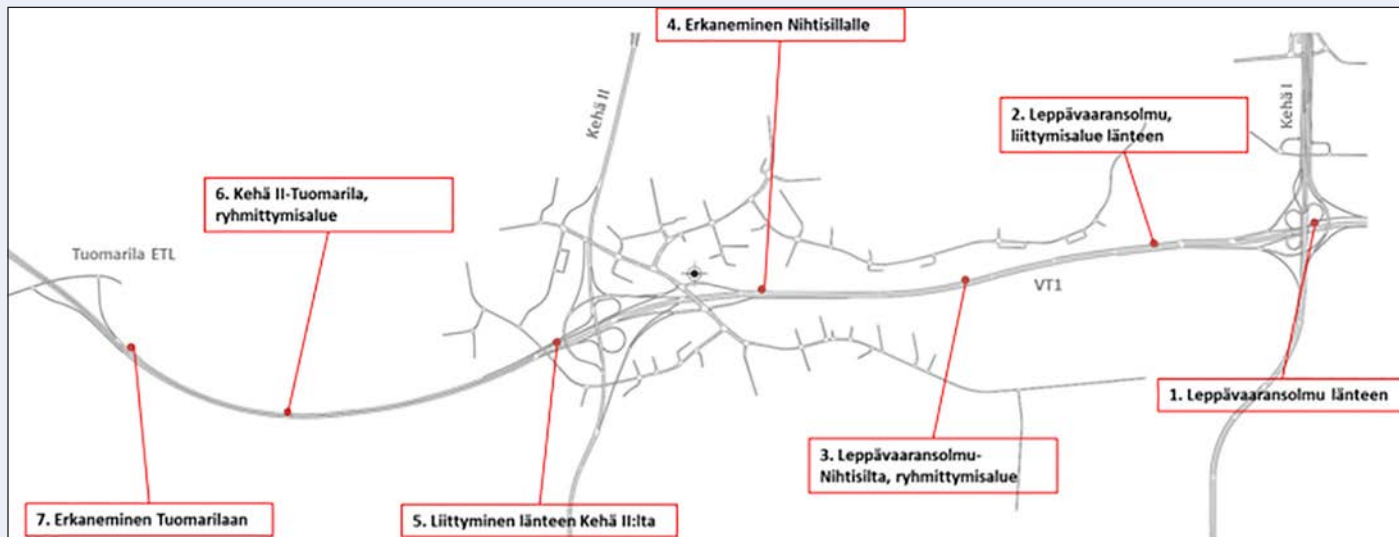 4. Erkaneminen Nihtisillalle
Kehä II
Kehä I
2. Leppävaaransolmu,
liittymisalue länteen
6. Kehä II-Tuomarila,
ryhmittymisalue
Tuomarila ETL
VT1
1. Leppävaaransolmu länteen
3. Leppävaaransolmu-
Nihtisilta, ryhmittymisalue
7. Erkaneminen Tuomarilaan
5. Liittyminen länteen Kehä II:lta